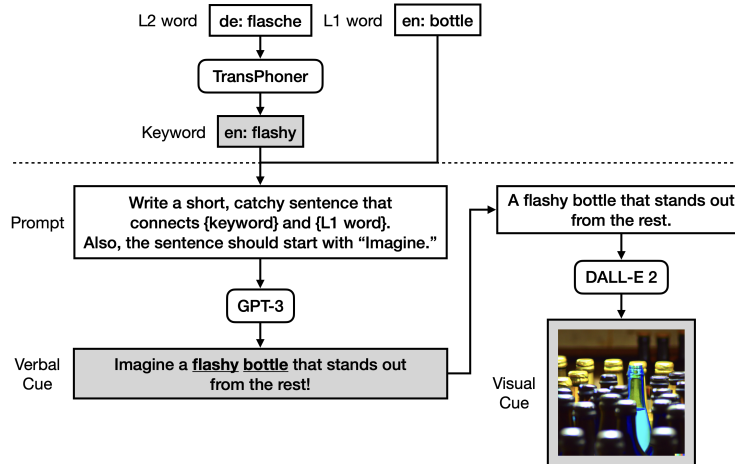 L2 word
de: flasche
L1 word
en: bottle
TransPhoner
Keyword
en: flashy
Prompt
Write a short, catchy sentence that
connects {keyword} and {L1 word}.
Also, the sentence should start with “Imagine.”
GPT-3
Verbal
Cue
Imagine a flashy bottle that stands out
from the rest!
A flashy bottle that stands out
from the rest.
DALL-E 2
Visual
Cue